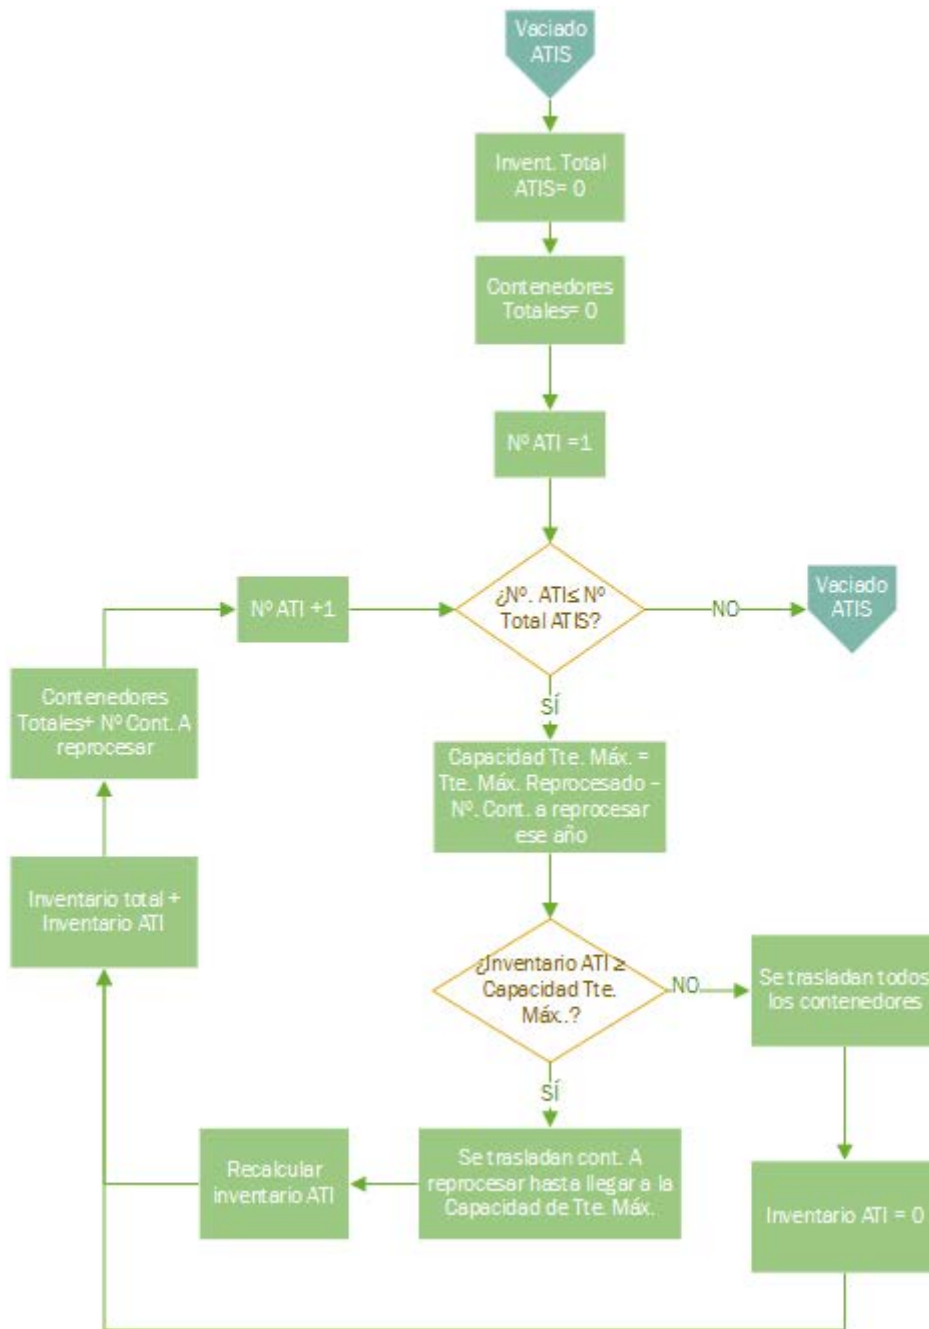 Vaciado
ATIS
Invent. Total
ATIS= 0
Contenedores
Totales= 0
Nº ATI =1
¿Nº. ATI≤ Nº
Total ATIS?
NO
Vaciado
ATIS
Nº ATI +1
SÍ
Contenedores
Totales+ Nº Cont. A
reprocesar
Capacidad Tte. Máx. =
Tte. Máx. Reprocesado –
Nº. Cont. a reprocesar
ese año
Inventario total +
Inventario ATI
¿Inventario ATI ≥
Capacidad Tte.
Máx..?
NO
Se trasladan todos
los contenedores
SÍ
Recalcular
inventario ATI
Se trasladan cont. A
reprocesar hasta llegar a la
Capacidad de Tte. Máx.
Inventario ATI = 0